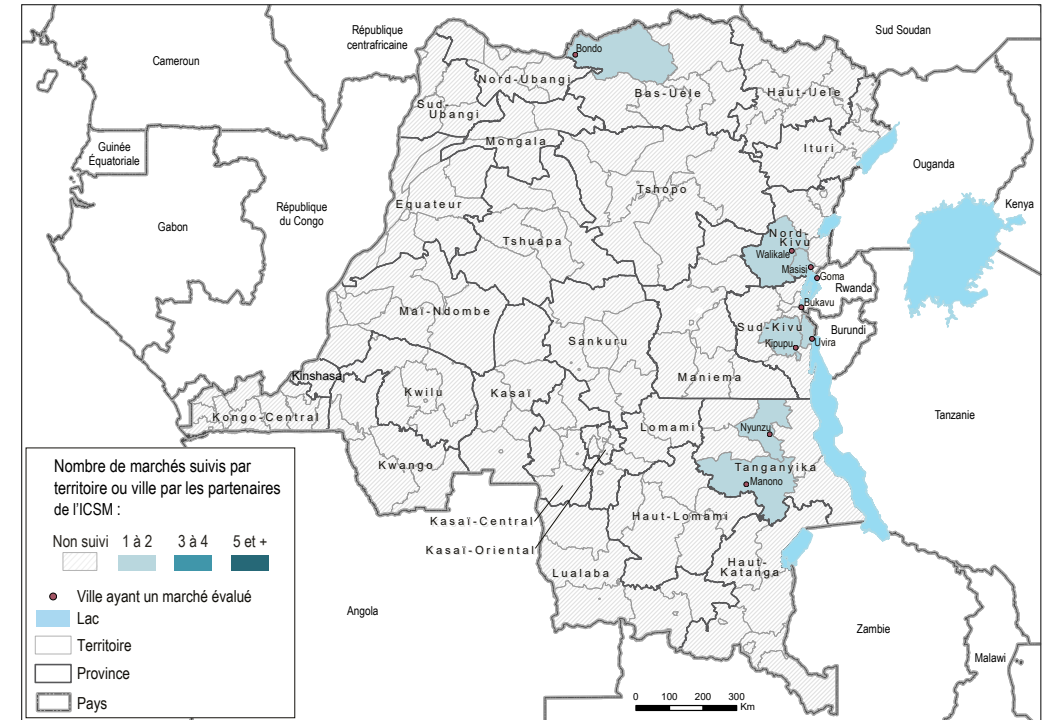 Cameroun
République
centrafricaine
Sud Soudan
Bondo
Nord-Ubangi
Bas-Uele
Haut-Uele
Sud-
Ubangi
Mongala
Ituri
Guinée
Équatoriale
Ouganda
Tshopo
Kenya
Equateur
République
du Congo
Gabon
Nord-
Kivu
Tshuapa
Walikale
Masisi
Goma
Rwanda
Bukavu
Maï-Ndombe
Sud-Kivu
Burundi
Sankuru
Kipupu
Uvira
Kinshasa
Maniema
Kwilu
Kasaï
Kongo-Central
Tanzanie
Lomami
Nyunzu
Kwango
Tanganyika
Manono
Kasaï-Central
Haut-Lomami
Kasaï-Oriental
Haut-
Katanga
Lualaba
Angola
Zambie
Malawi
Nombre de marchés suivis par
territoire ou ville par les partenaires
de l'ICSM :
Non suivi 1 à 2 3 à 4 5 et +
Ville ayant un marché évalué
Lac
Territoire
Province
Pays
0 100 200 300
Km